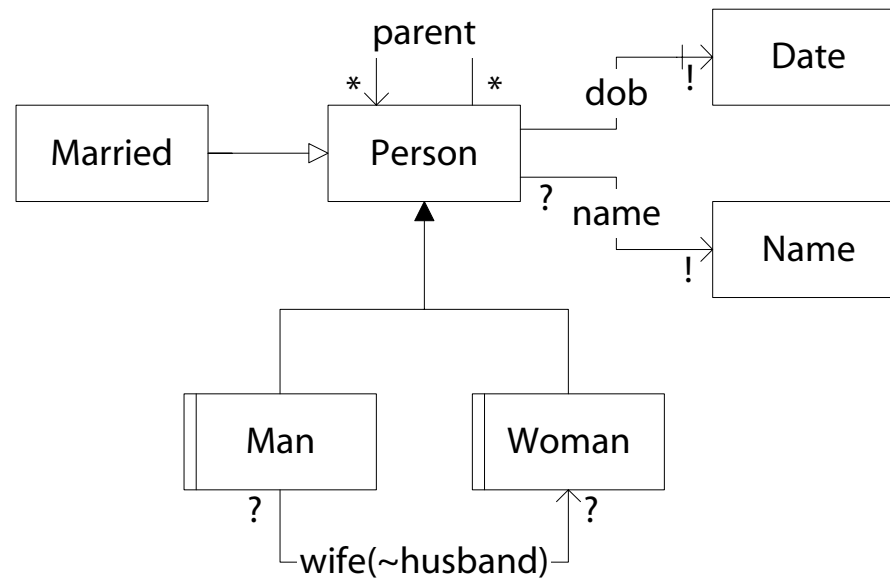 parent
* *
Married
Person
dob
!
Date
?
name
!
Name
Man
Woman
?
?
wife(~husband)